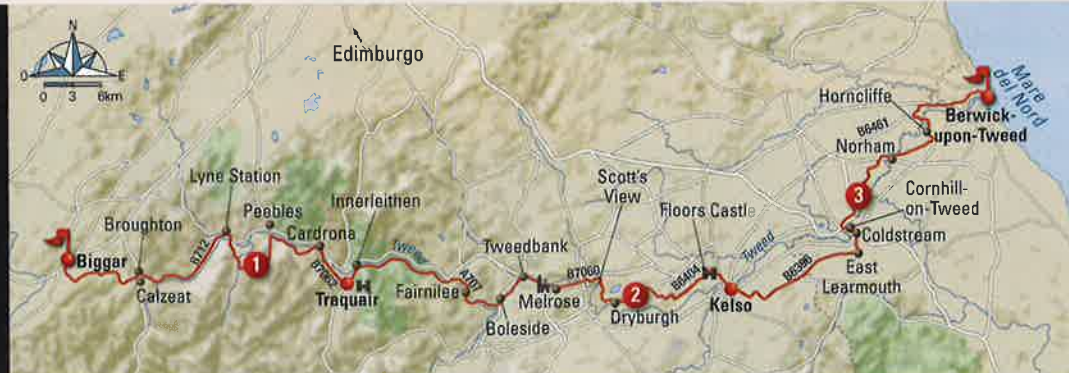 N
O
E
0 3 6km
Edimburgo
Mare
del Nord
Horncliffe
Berwick-
upon-Tweed
B6461
Norham
Lyne Station
Scott's
View
Cornhill-
on-Tweed
Innerleithen
Floors Castle
Peebles
Broughton
3
Cardrona
Tweed
Tweedbank
Tweed
Coldstream
B712
Biggar
1
B7062
A707
B7060
B6404
B6396
East
Learmouth
Calzeat
Traquair
Fairnilee
Melrose
2
Kelso
Dryburgh
Boleside